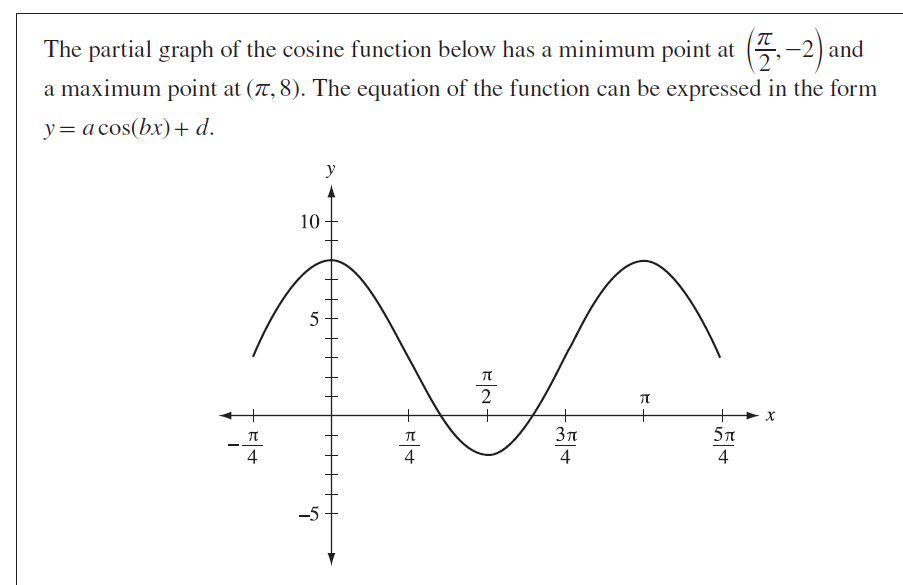 The partial graph of the cosine function below has a minimum point at (π/2, −2) and
a maximum point at (π, 8). The equation of the function can be expressed in the form
y = a cos(bx) + d.
y
10
5
π/2
π
x
−π/4
π/4
3π/4
5π/4
−5